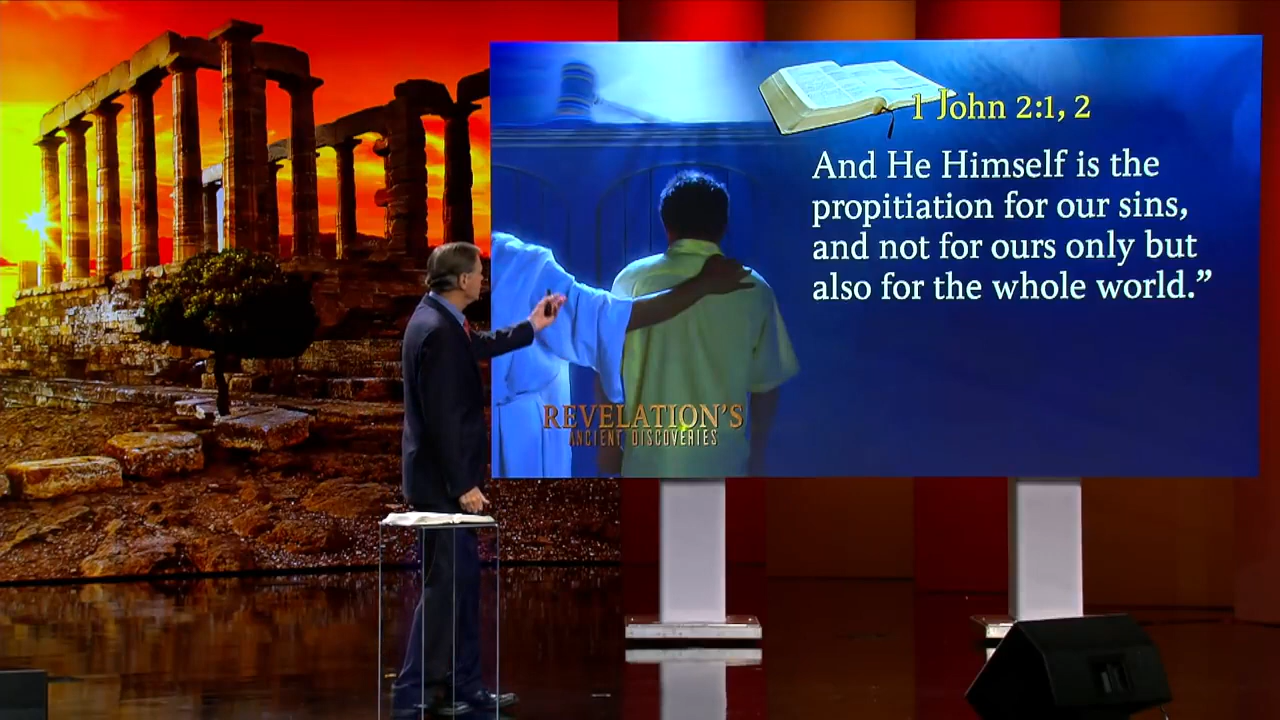 1 John 2:1, 2
And He Himself is the
propitiation for our sins,
and not for ours only but
also for the whole world.”
REVELATION'S
ANCIENT DISCOVERIES